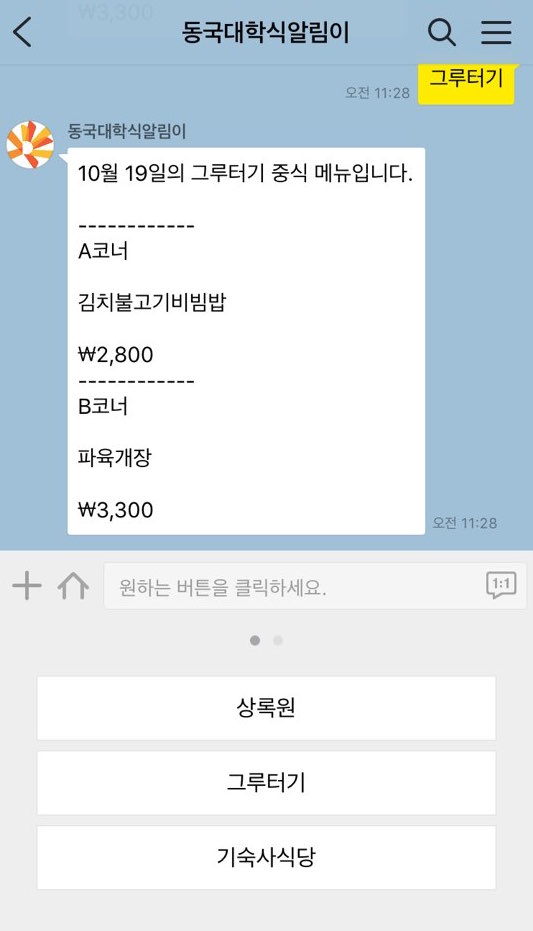 ₩3,300
동국대학식알림이
그루터기
오전 11:28
동국대학식알림이
10월 19일의 그루터기 중식 메뉴입니다.
------------
A코너
김치불고기비빔밥
₩2,800
------------
B코너
파육개장
₩3,300
오전 11:28
원하는 버튼을 클릭하세요.
1:1
상록원
그루터기
기숙사식당